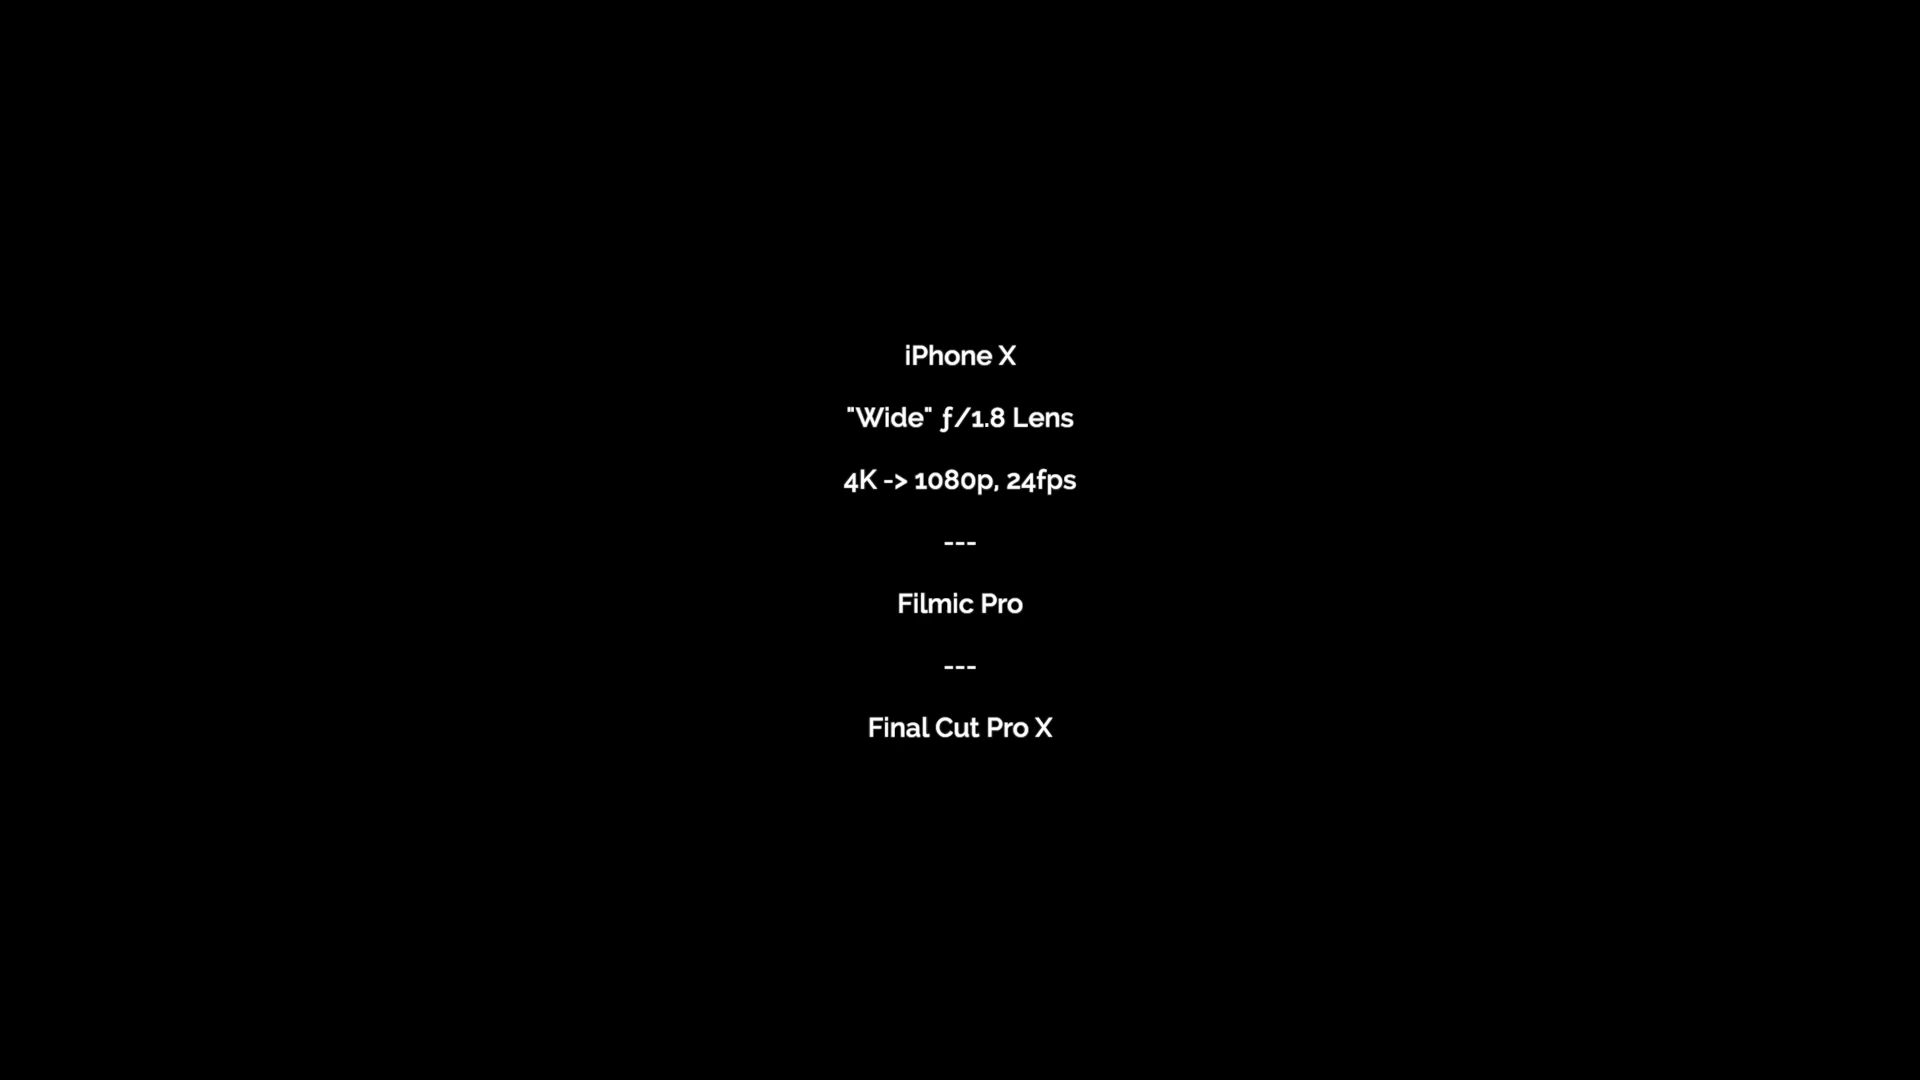 iPhone X
"Wide" ƒ/1.8 Lens
4K -> 1080p, 24fps
---
Filmic Pro
---
Final Cut Pro X